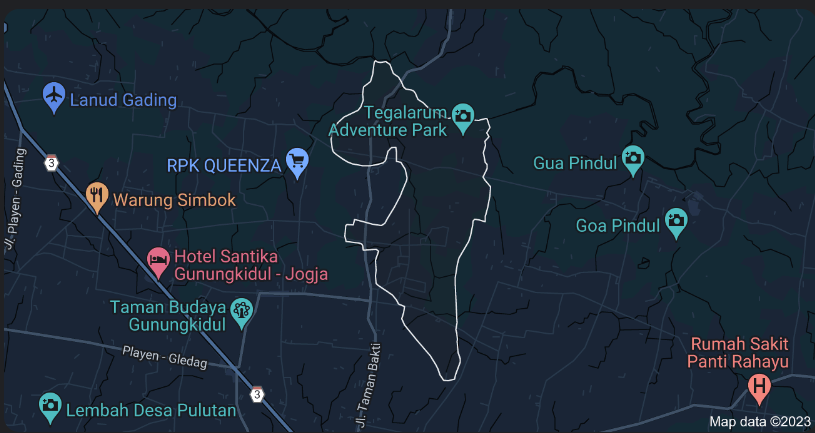 Lanud Gading
Tegalarum
Adventure Park
RPK QUEENZA
Gua Pindul
3
Jl. Playen - Gading
Warung Simbok
Goa Pindul
Hotel Santika
Gunungkidul - Jogja
Taman Budaya
Gunungkidul
Playen - Gledag
Jl. Taman Bakti
Rumah Sakit
Panti Rahayu
H
3
Lembah Desa Pulutan
Map data ©2023